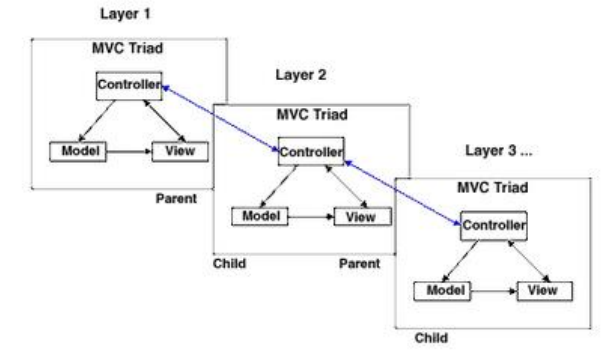 Layer 1
MVC Triad
Controller
Model
View
Parent
Layer 2
MVC Triad
Controller
Model
View
Child
Parent
Layer 3 ...
MVC Triad
Controller
Model
View
Child